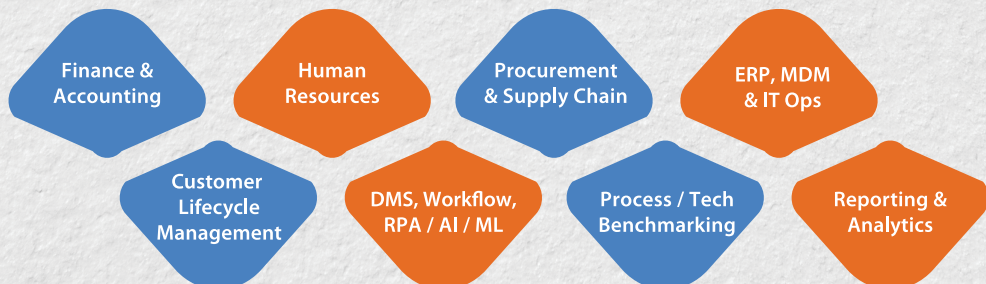 Finance &
Accounting
Human
Resources
Procurement
& Supply Chain
ERP, MDM
& IT Ops
Customer
Lifecycle
Management
DMS, Workflow,
RPA / AI / ML
Process / Tech
Benchmarking
Reporting &
Analytics